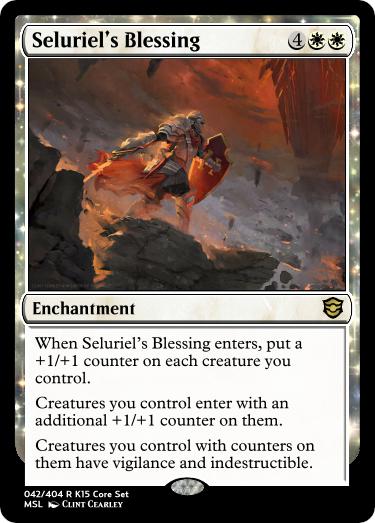 Seluriel's Blessing 4
Enchantment
When Seluriel's Blessing enters, put a
+1/+1 counter on each creature you
control.
Creatures you control enter with an
additional +1/+1 counter on them.
Creatures you control with counters
on them have vigilance and indestructible.
042/404 R K15 Core Set
MSL CLINT CEARLEY